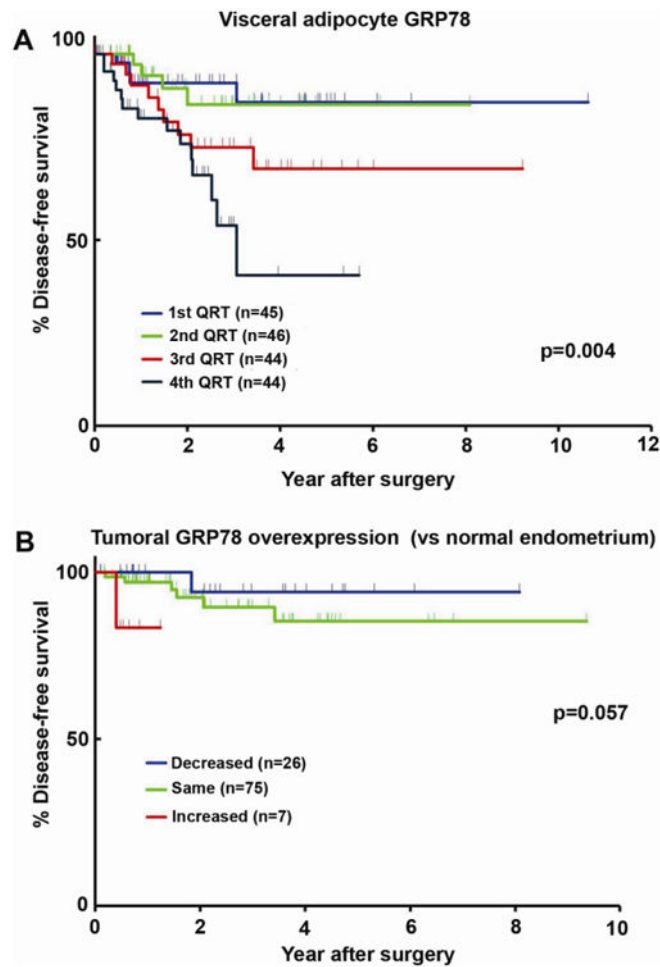 A
Visceral adipocyte GRP78
100
50
0
% Disease-free survival
1st QRT (n=45)
2nd QRT (n=46)
3rd QRT (n=44)
4th QRT (n=44)
p=0.004
0 2 4 6 8 10 12
Year after surgery
B
Tumoral GRP78 overexpression (vs normal endometrium)
100
50
0
% Disease-free survival
p=0.057
Decreased (n=26)
Same (n=75)
Increased (n=7)
0 2 4 6 8 10
Year after surgery